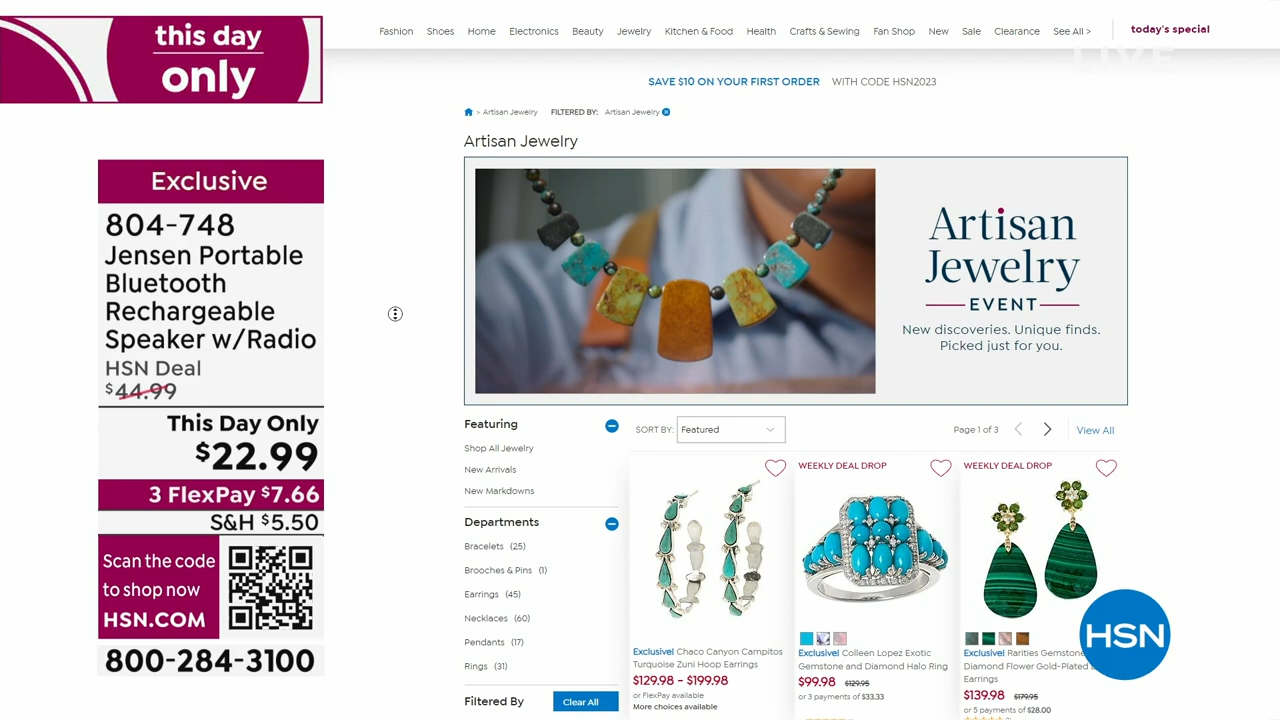 this day
only
Exclusive
804-748
Jensen Portable
Bluetooth
Rechargeable
Speaker w/Radio
HSN Deal
$44.99
This Day Only
$22.99
3 FlexPay $7.66
S&H $5.50
Scan the code
to shop now
HSN.COM
800-284-3100
Fashion Shoes Home Electronics Beauty Jewelry Kitchen & Food Health Crafts & Sewing Fan Shop New Sale Clearance See All > today's special
LIVE
SAVE $10 ON YOUR FIRST ORDER WITH CODE HSN2023
> Artisan Jewelry FILTERED BY: Artisan Jewelry
Artisan Jewelry
Artisan
Jewelry
EVENT
New discoveries. Unique finds.
Picked just for you.
Featuring
Shop All Jewelry
New Arrivals
New Markdowns
Departments
Bracelets (25)
Brooches & Pins (1)
Earrings (45)
Necklaces (60)
Pendants (17)
Rings (31)
Filtered By Clear All
SORT BY: Featured Page 1 of 3 View All
Exclusive! Chaco Canyon Campitos
Turquoise Zuni Hoop Earrings
$129.98 - $199.98
or FlexPay available
More choices available
WEEKLY DEAL DROP
Exclusive! Colleen Lopez Exotic
Gemstone and Diamond Halo Ring
$99.98 $129.95
or 3 payments of $33.33
WEEKLY DEAL DROP
Exclusive! Rarities Gemstone
Diamond Flower Gold-Plated
Earrings
$139.98 $179.95
or 5 payments of $28.00
HSN